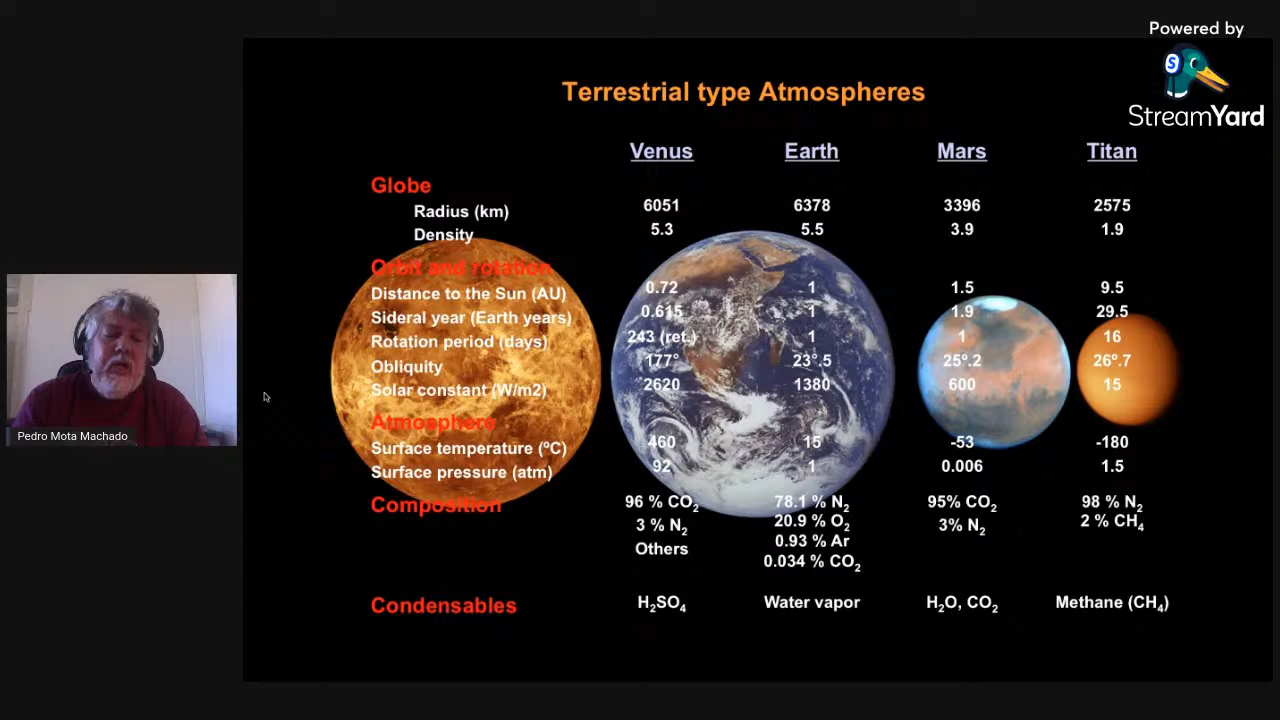 Powered by
StreamYard
Terrestrial type Atmospheres
Venus Earth Mars Titan
Globe
Radius (km) 6051 6378 3396 2575
Density 5.3 5.5 3.9 1.9
Orbit and rotation
Distance to the Sun (AU) 0.72 1 1.5 9.5
Sideral year (Earth years) 0.615 1 1.9 29.5
Rotation period (days) 243 (ret.) 1 1 16
Obliquity 177° 23°.5 25°.2 26°.7
Solar constant (W/m2) 2620 1380 600 15
Atmosphere
Surface temperature (ºC) 460 15 -53 -180
Surface pressure (atm) 92 1 0.006 1.5
Composition 96 % CO2 78.1 % N2 95% CO2 98 % N2
3 % N2 20.9 % O2 3% N2 2 % CH4
Others 0.93 % Ar
0.034 % CO2
Condensables H2SO4 Water vapor H2O, CO2 Methane (CH4)
Pedro Mota Machado